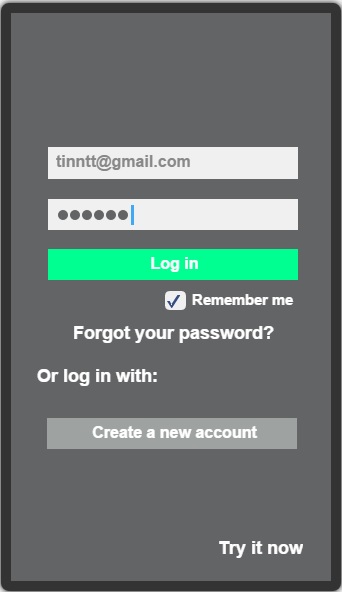 tinntt@gmail.com
Log in
Remember me
Forgot your password?
Or log in with:
Create a new account
Try it now